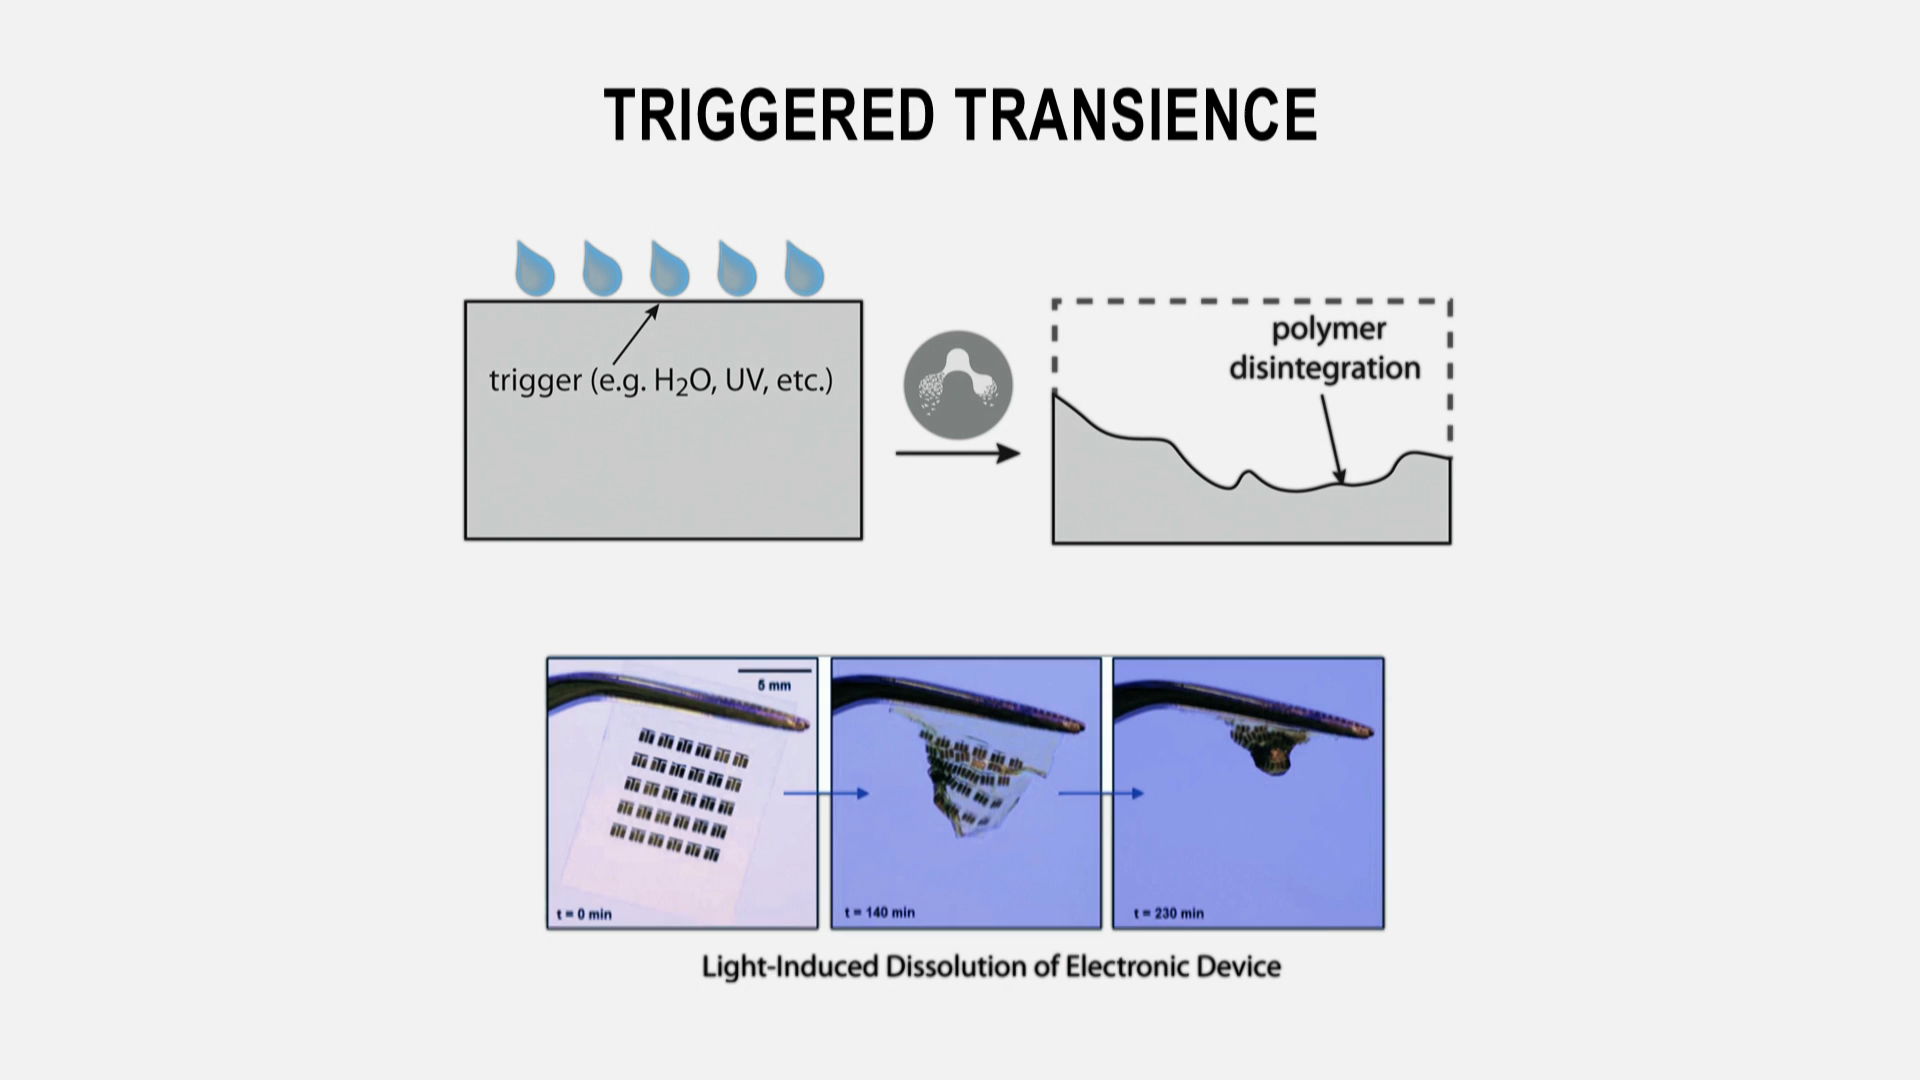 TRIGGERED TRANSIENCE
trigger (e.g. H₂O, UV, etc.)
polymer
disintegration
5 mm
t = 0 min
t = 140 min
t = 230 min
Light-Induced Dissolution of Electronic Device